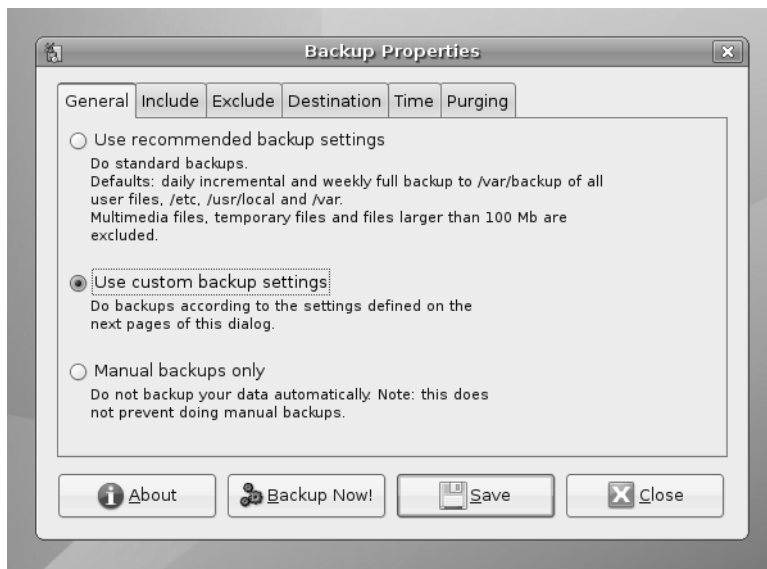 Backup Properties
General Include Exclude Destination Time Purging
Use recommended backup settings
Do standard backups.
Defaults: daily incremental and weekly full backup to /var/backup of all
user files, /etc, /usr/local and /var.
Multimedia files, temporary files and files larger than 100 Mb are
excluded.
Use custom backup settings
Do backups according to the settings defined on the
next pages of this dialog.
Manual backups only
Do not backup your data automatically. Note: this does
not prevent doing manual backups.
About Backup Now! Save Close